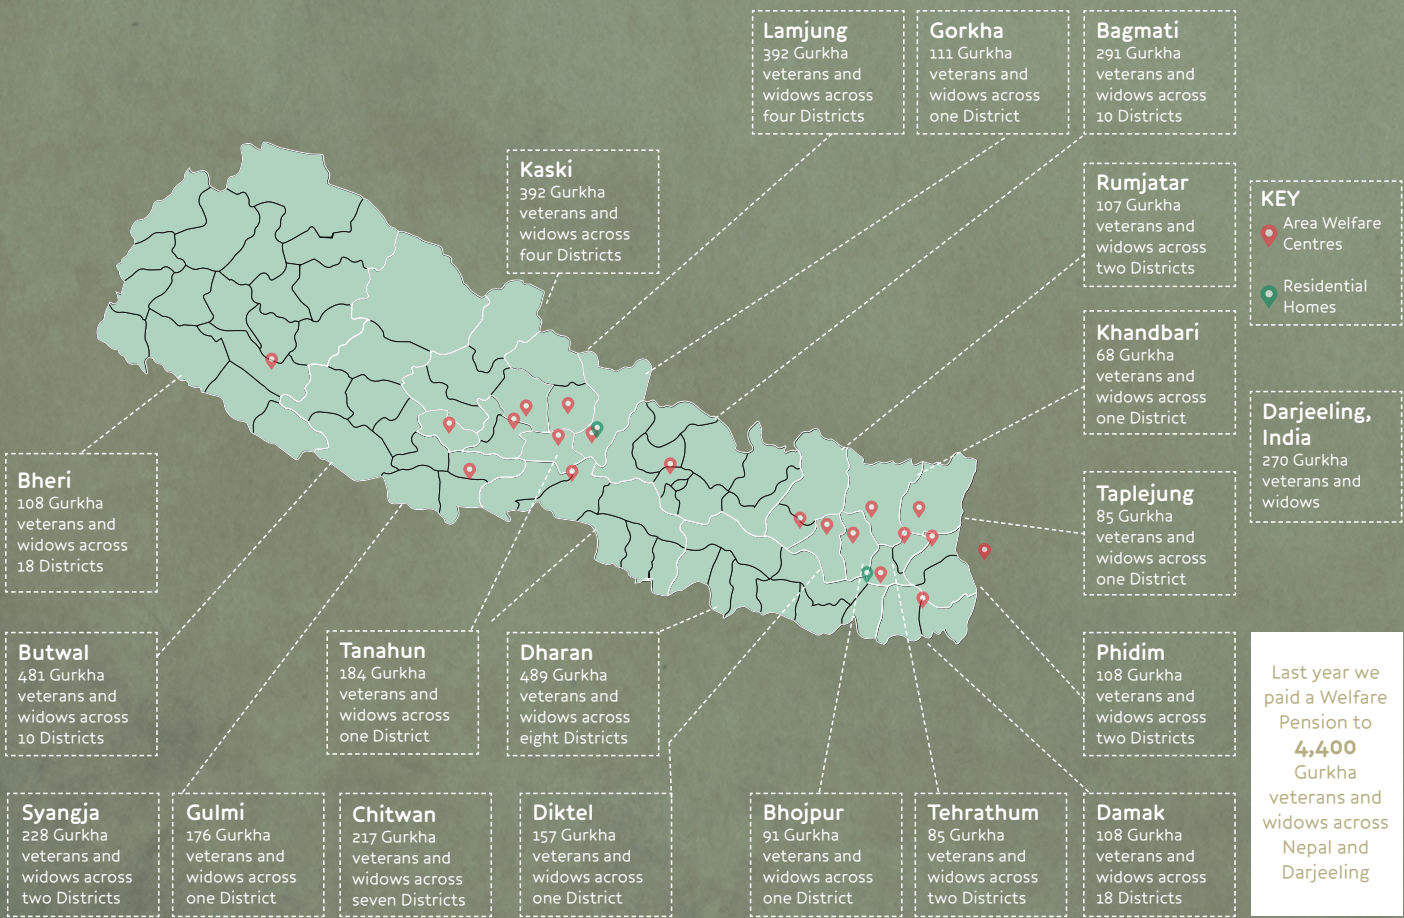 Lamjung
392 Gurkha
veterans and
widows across
four Districts
Gorkha
111 Gurkha
veterans and
widows across
one District
Bagmati
291 Gurkha
veterans and
widows across
10 Districts
Kaski
392 Gurkha
veterans and
widows across
four Districts
Rumjatar
107 Gurkha
veterans and
widows across
two Districts
KEY
Area Welfare
Centres
Residential
Homes
Khandbari
68 Gurkha
veterans and
widows across
one District
Darjeeling,
India
270 Gurkha
veterans and
widows
Bheri
108 Gurkha
veterans and
widows across
18 Districts
Taplejung
85 Gurkha
veterans and
widows across
one District
Butwal
481 Gurkha
veterans and
widows across
10 Districts
Tanahun
184 Gurkha
veterans and
widows across
one District
Dharan
489 Gurkha
veterans and
widows across
eight Districts
Phidim
108 Gurkha
veterans and
widows across
two Districts
Last year we
paid a Welfare
Pension to
4,400
Gurkha
veterans and
widows across
Nepal and
Darjeeling
Syangja
228 Gurkha
veterans and
widows across
two Districts
Gulmi
176 Gurkha
veterans and
widows across
one District
Chitwan
217 Gurkha
veterans and
widows across
seven Districts
Diktel
157 Gurkha
veterans and
widows across
one District
Bhojpur
91 Gurkha
veterans and
widows across
one District
Tehrathum
85 Gurkha
veterans and
widows across
two Districts
Damak
108 Gurkha
veterans and
widows across
18 Districts